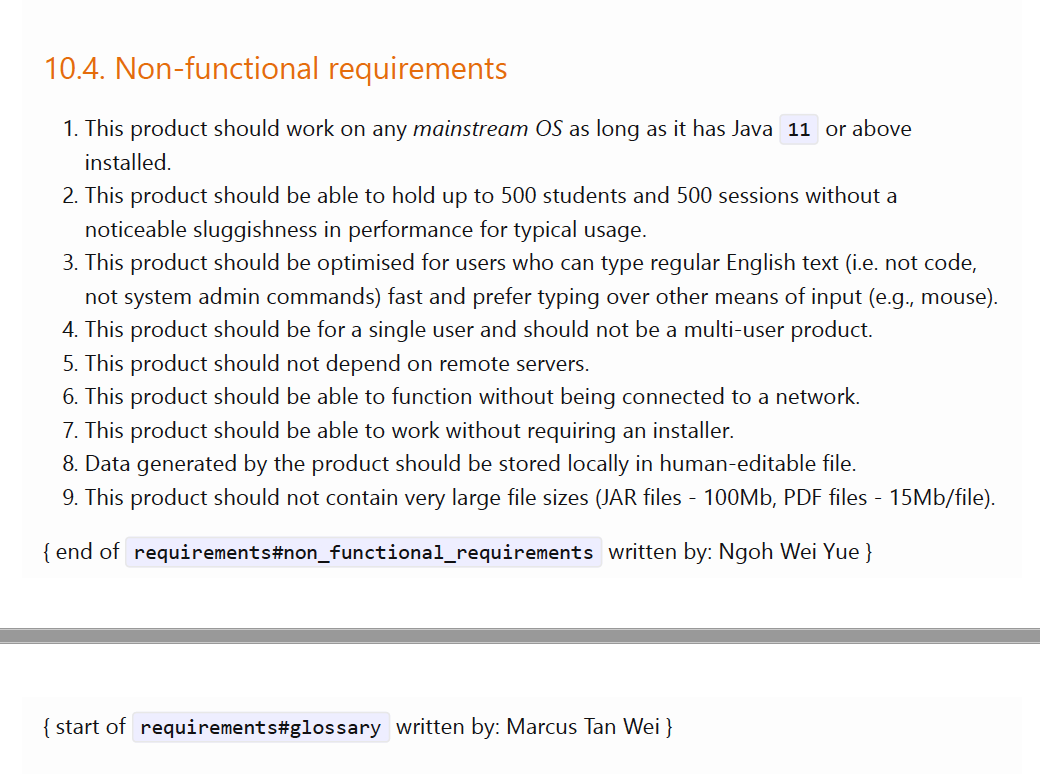 10.4. Non-functional requirements
1. This product should work on any mainstream OS as long as it has Java 11 or above
installed.
2. This product should be able to hold up to 500 students and 500 sessions without a
noticeable sluggishness in performance for typical usage.
3. This product should be optimised for users who can type regular English text (i.e. not code,
not system admin commands) fast and prefer typing over other means of input (e.g., mouse).
4. This product should be for a single user and should not be a multi-user product.
5. This product should not depend on remote servers.
6. This product should be able to function without being connected to a network.
7. This product should be able to work without requiring an installer.
8. Data generated by the product should be stored locally in human-editable file.
9. This product should not contain very large file sizes (JAR files - 100Mb, PDF files - 15Mb/file).
{ end of requirements#non_functional_requirements written by: Ngoh Wei Yue }
{ start of requirements#glossary written by: Marcus Tan Wei }